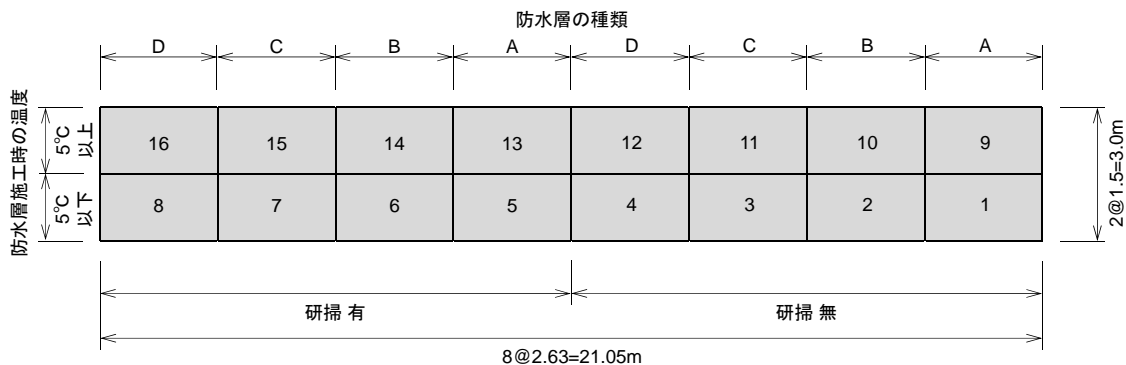 防水層の種類
D C B A D C B A
防水層施工時の温度
5℃以上
16 15 14 13 12 11 10 9
5℃以下
8 7 6 5 4 3 2 1
2@1.5=3.0m
研掃 有 研掃 無
8@2.63=21.05m